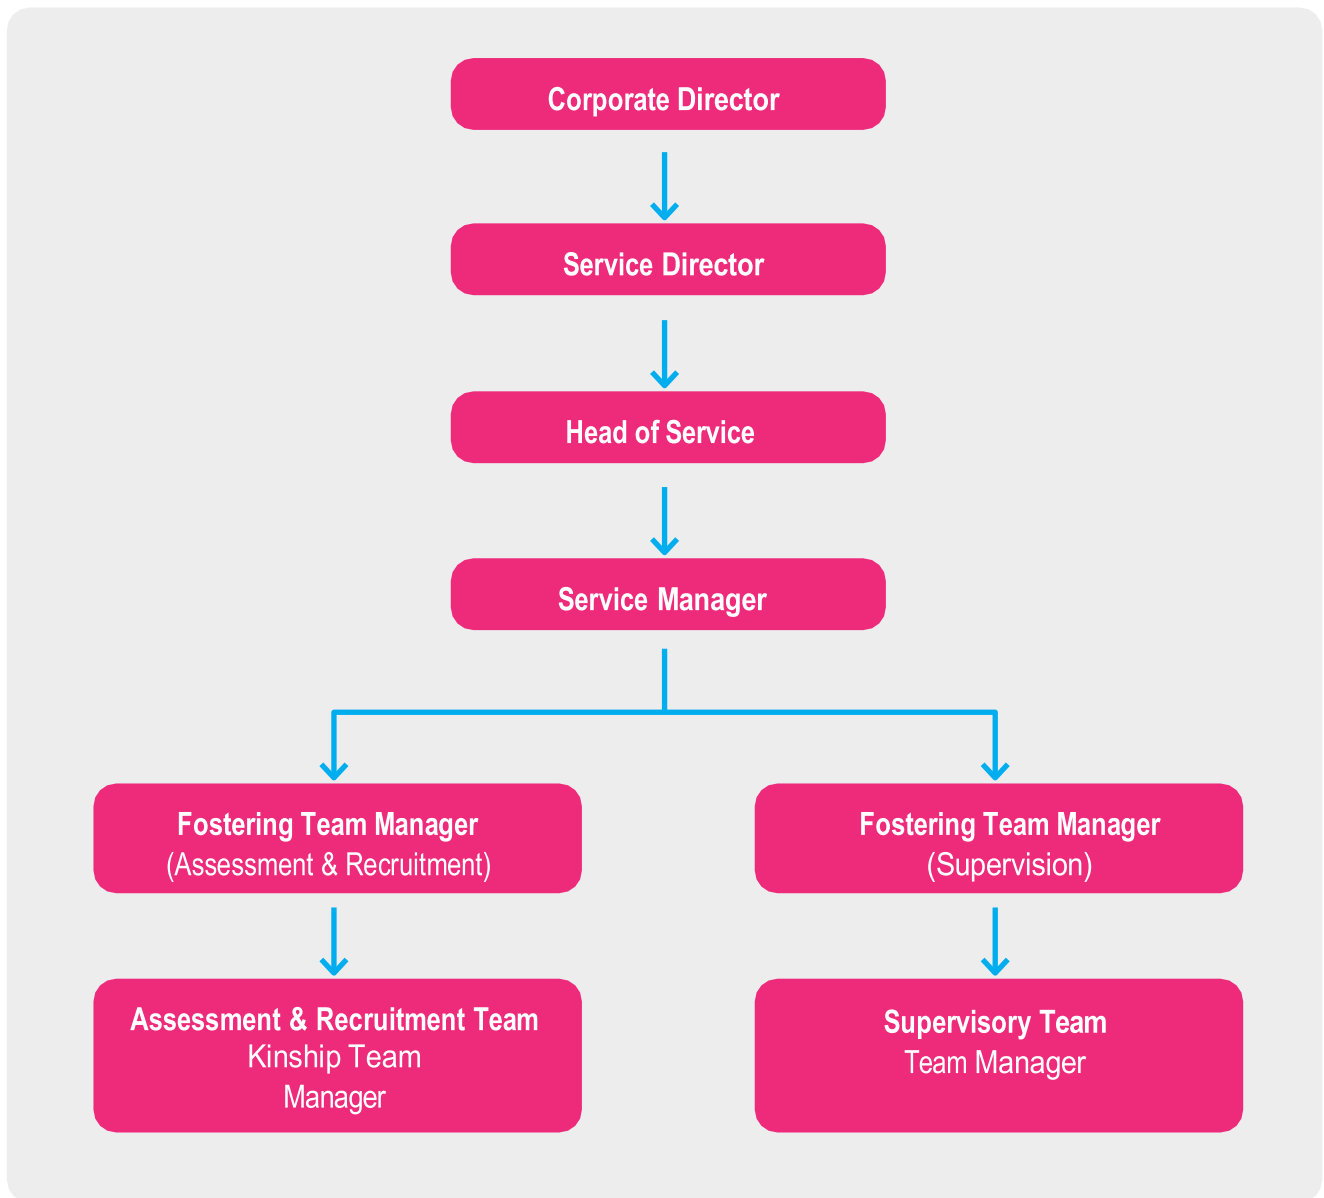 Corporate Director
Service Director
Head of Service
Service Manager
Fostering Team Manager
(Assessment & Recruitment)
Fostering Team Manager
(Supervision)
Assessment & Recruitment Team
Kinship Team
Manager
Supervisory Team
Team Manager